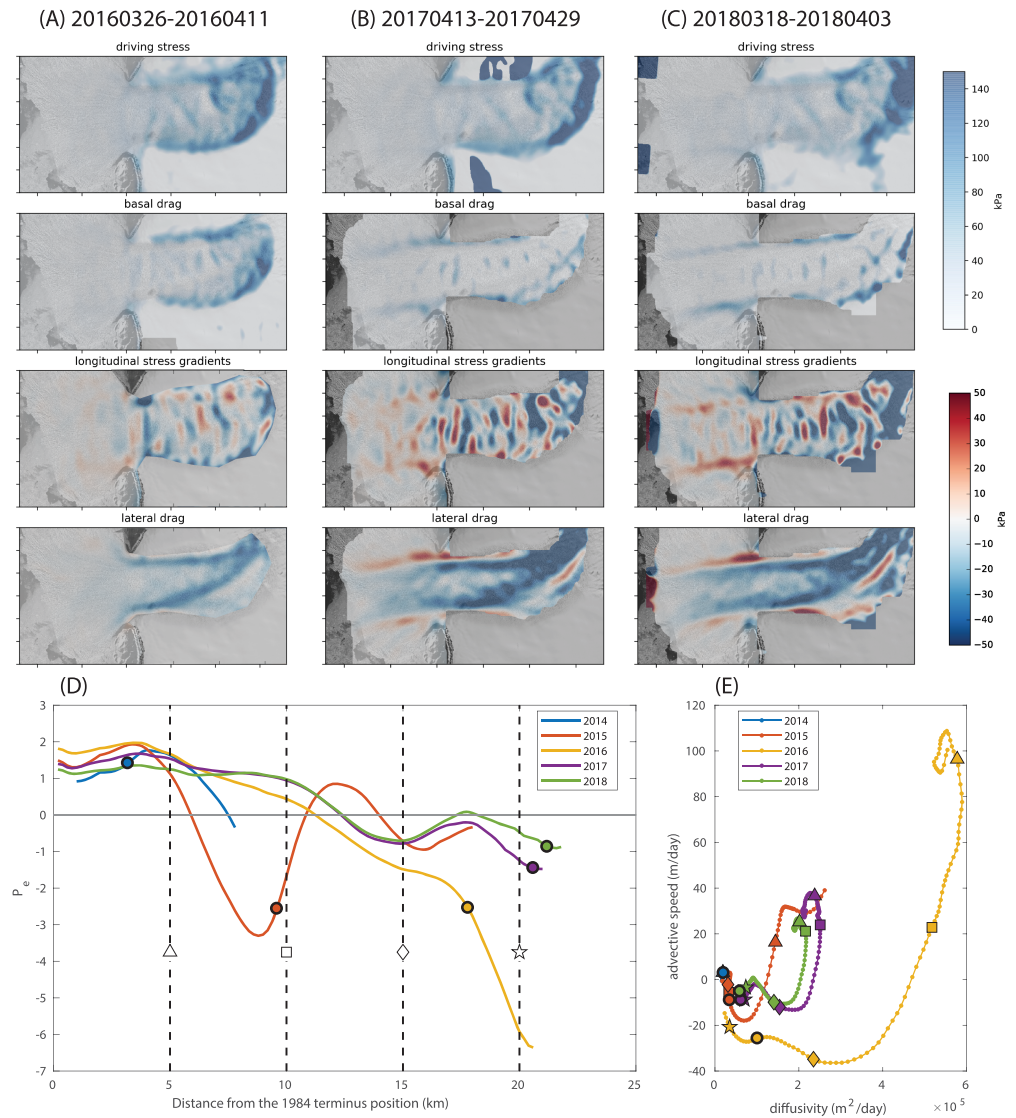 (A) 20160326-20160411
(B) 20170413-20170429
(C) 20180318-20180403
driving stress
driving stress
driving stress
140
120
100
80
60
40
20
0
kPa
basal drag
basal drag
basal drag
longitudinal stress gradients
longitudinal stress gradients
longitudinal stress gradients
50
40
30
20
10
0
−10
−20
−30
−40
−50
kPa
lateral drag
lateral drag
lateral drag
(D)
3
2
1
0
-1
-2
-3
-4
-5
-6
-7
Pe
2014
2015
2016
2017
2018
0
5
10
15
20
25
Distance from the 1984 terminus position (km)
(E)
120
100
80
60
40
20
0
-20
-40
advective speed (m/day)
2014
2015
2016
2017
2018
0
2
4
6
×10⁵
diffusivity (m²/day)